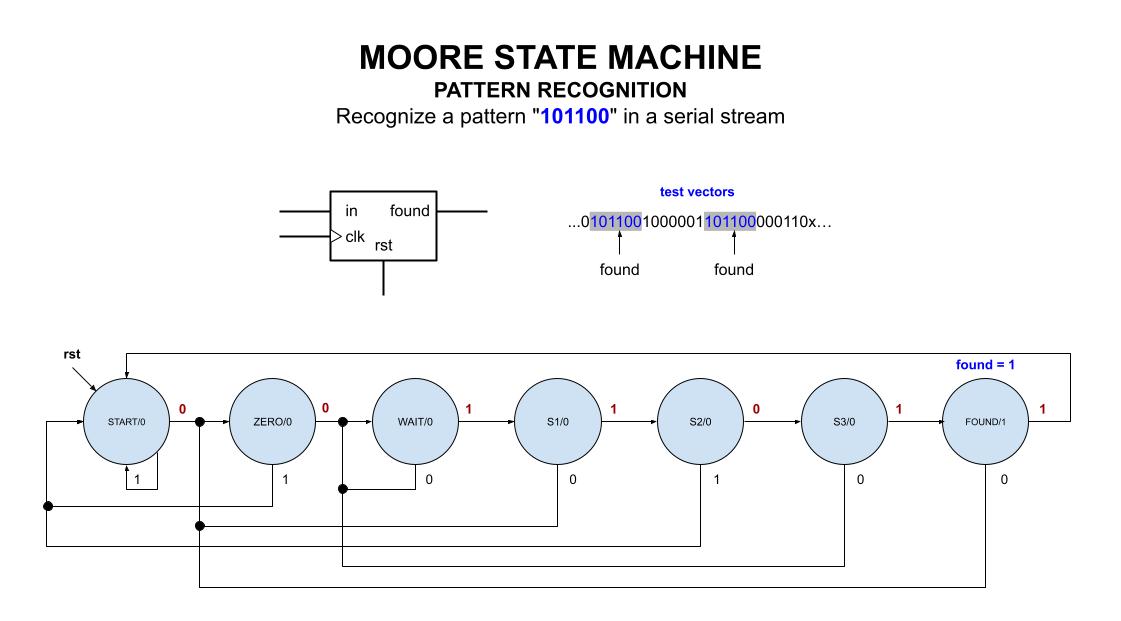 MOORE STATE MACHINE
PATTERN RECOGNITION
Recognize a pattern "101100" in a serial stream
in found
clk
rst
test vectors
...01011001000001101100000110x...
found found
rst
found = 1
START/0 0 ZERO/0 0 WAIT/0 1 S1/0 1 S2/0 0 S3/0 1 FOUND/1 1
1 1 0 0 1 0 0